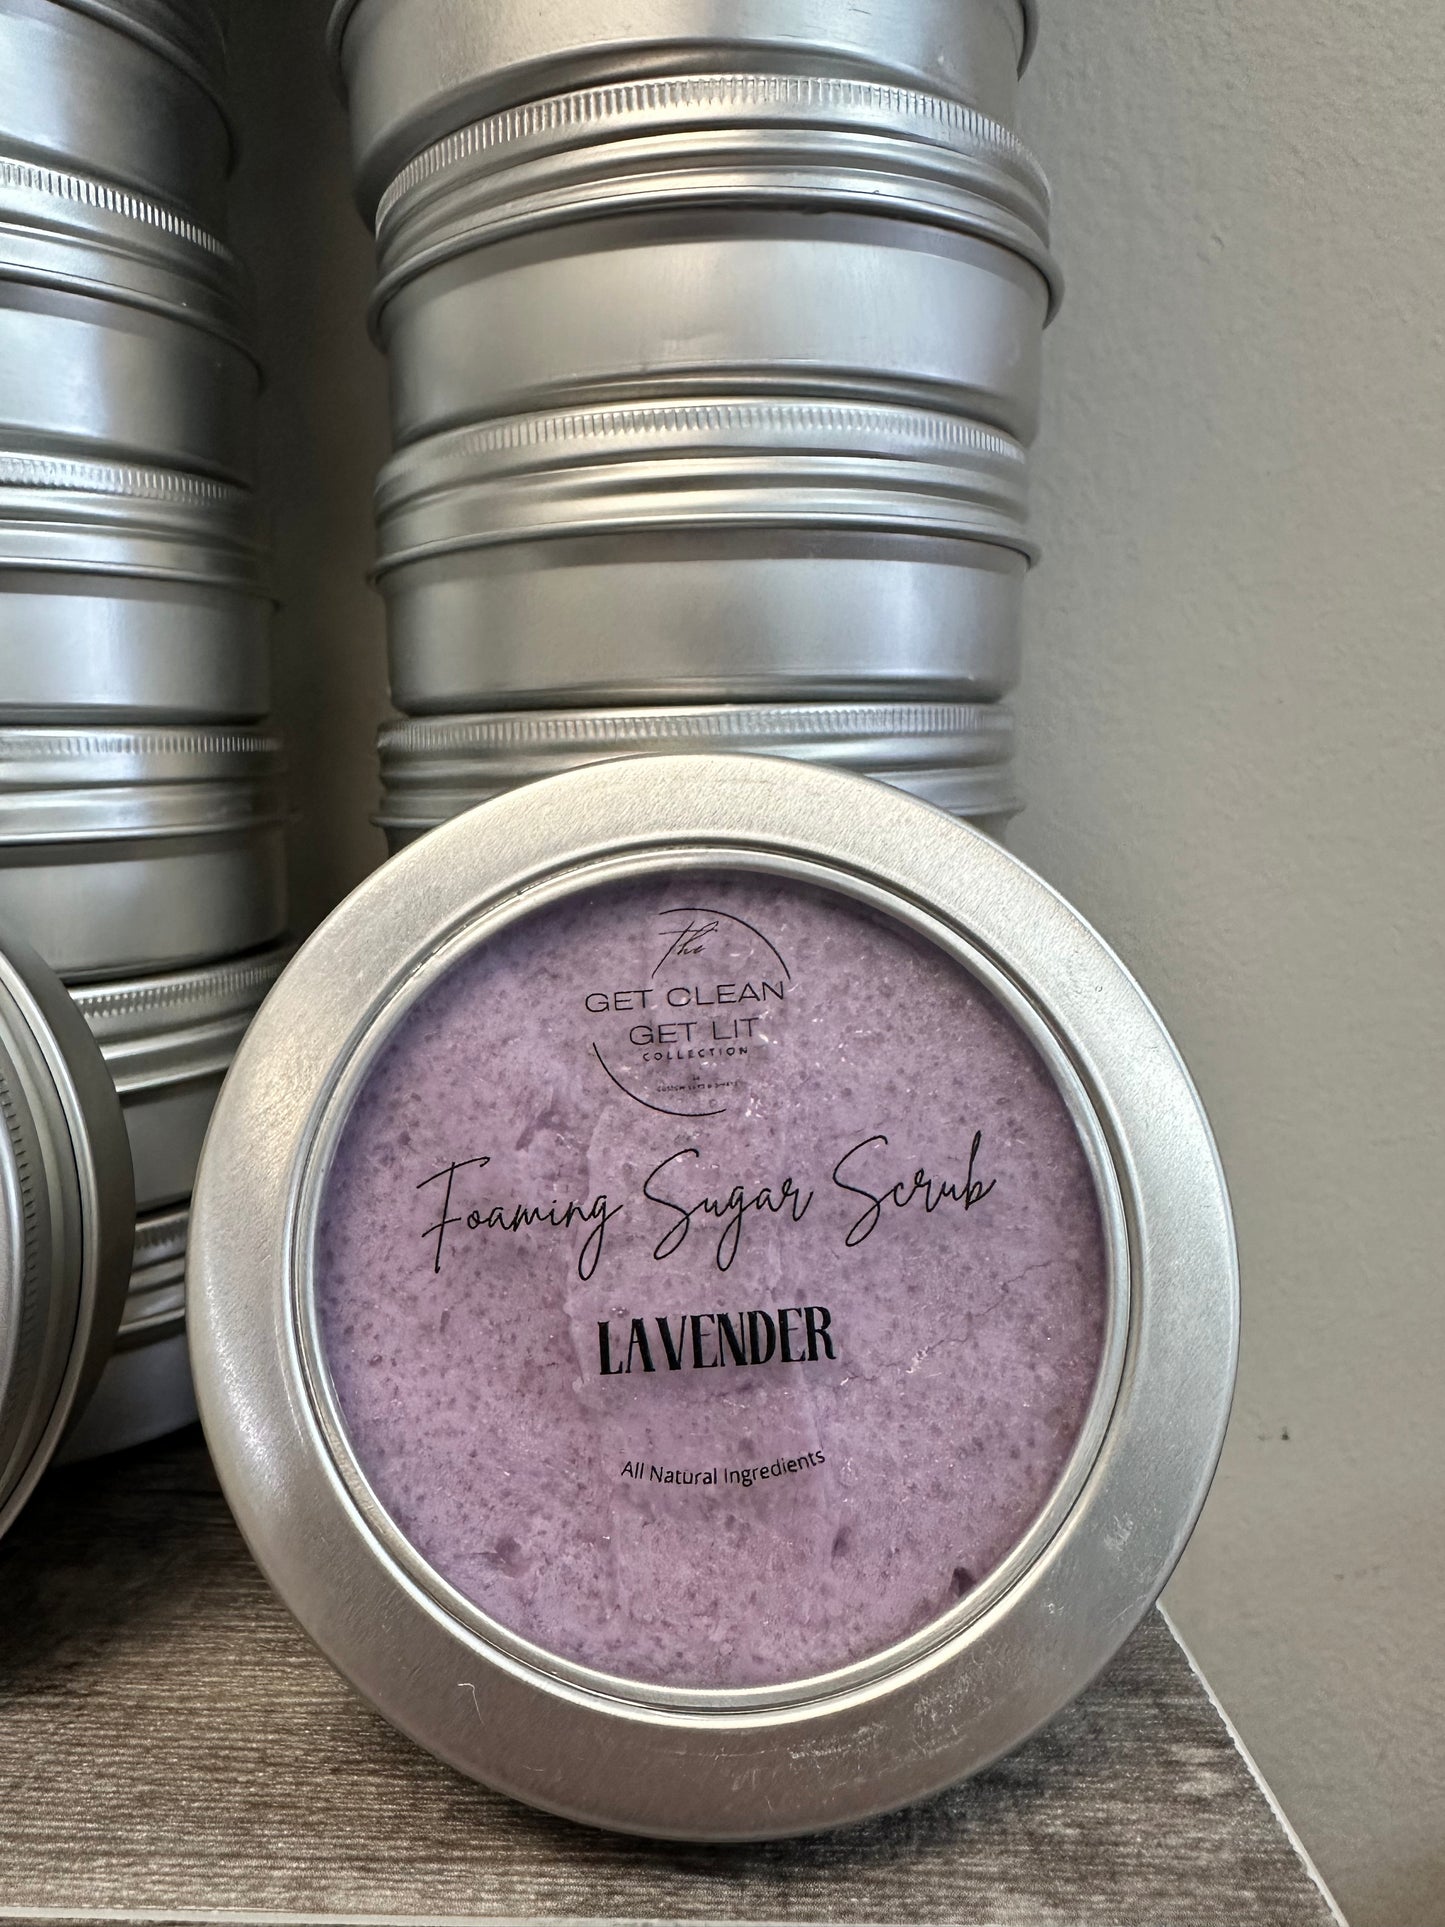 The
GET CLEAN
GET LIT
COLLECTION
Foaming Sugar Scrub
LAVENDER
All Natural Ingredients